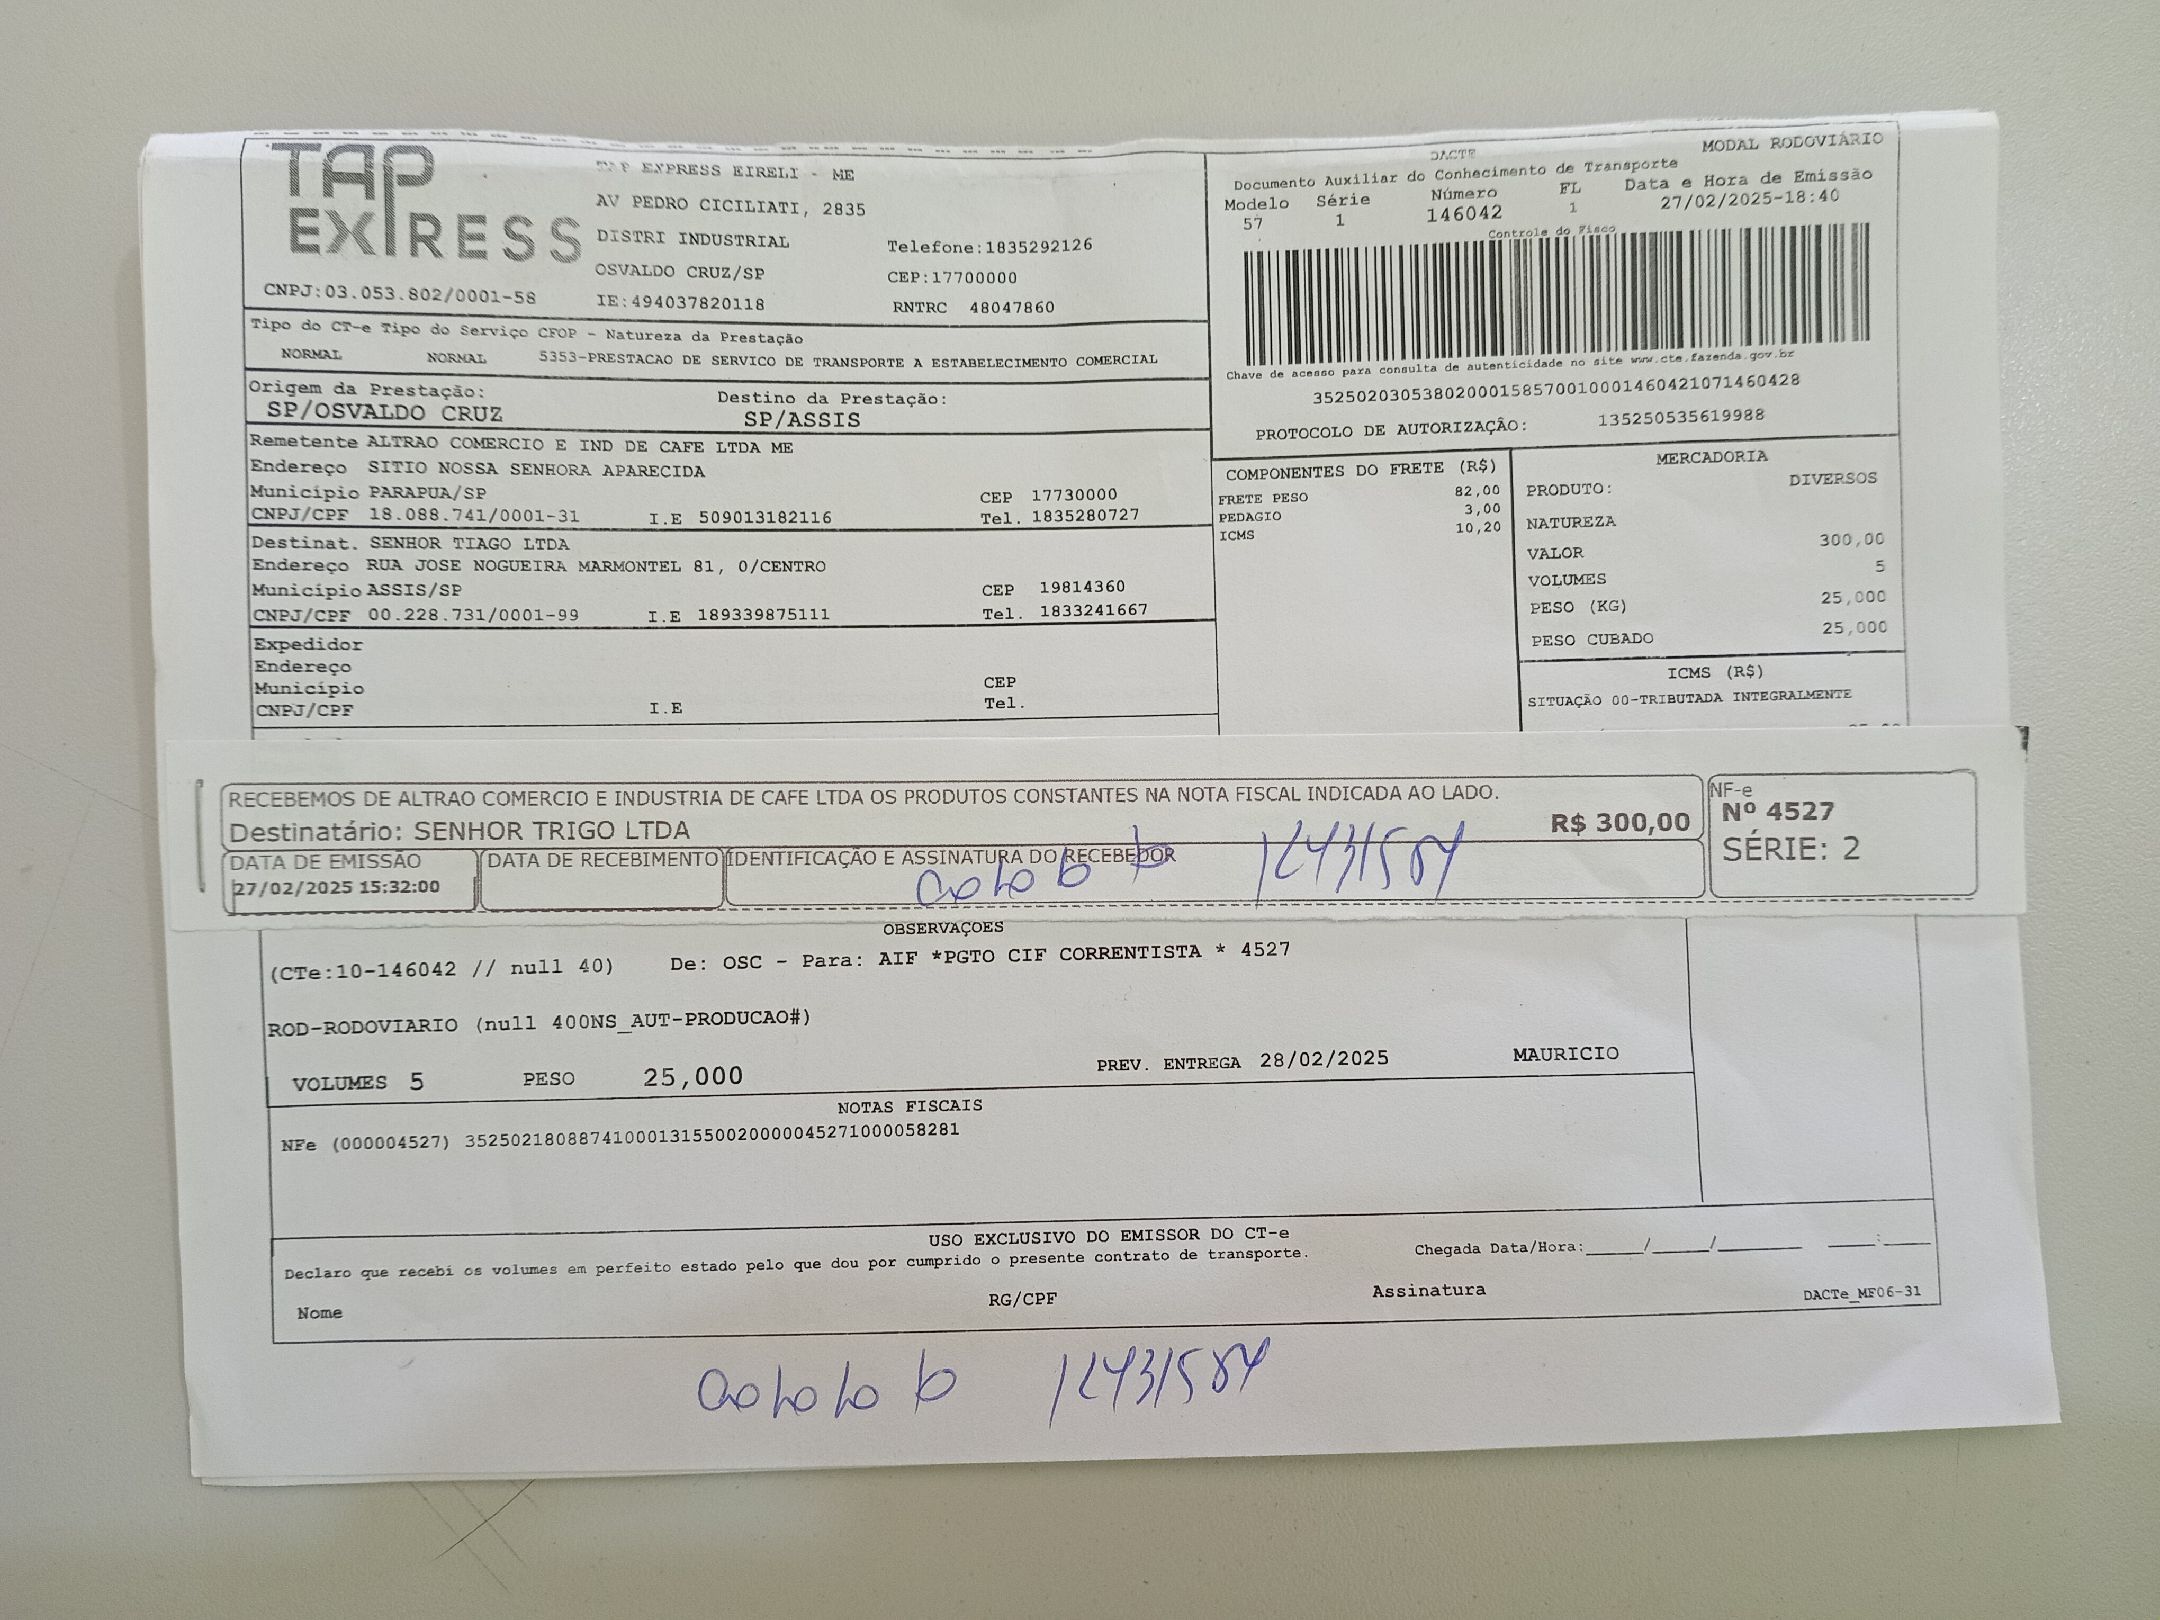 TAP EXPRESS
TAP EXPRESS EIRELI - ME
AV PEDRO CICILIATI, 2835
DISTRI INDUSTRIAL
Telefone:1835292126
OSVALDO CRUZ/SP
CEP:17700000
CNPJ:03.053.802/0001-58
IE:494037820118
RNTRC 48047860
DACTE
MODAL RODOVIÁRIO
Documento Auxiliar do Conhecimento de Transporte
Modelo Série Número FL Data e Hora de Emissão
57 1 146042 1 27/02/2025-18:40
Controle do Fisco
Chave de acesso para consulta de autenticidade no site www.cte.fazenda.gov.br
35250203053802000158570010001460421071460428
PROTOCOLO DE AUTORIZAÇÃO: 135250535619988
Tipo do CT-e Tipo do Serviço CFOP - Natureza da Prestação
NORMAL NORMAL 5353-PRESTACAO DE SERVICO DE TRANSPORTE A ESTABELECIMENTO COMERCIAL
Origem da Prestação: Destino da Prestação:
SP/OSVALDO CRUZ SP/ASSIS
Remetente ALTRAO COMERCIO E IND DE CAFE LTDA ME
Endereço SITIO NOSSA SENHORA APARECIDA
Município PARAPUA/SP CEP 17730000
CNPJ/CPF 18.088.741/0001-31 I.E 509013182116 Tel. 1835280727
Destinat. SENHOR TIAGO LTDA
Endereço RUA JOSE NOGUEIRA MARMONTEL 81, 0/CENTRO
Município ASSIS/SP CEP 19814360
CNPJ/CPF 00.228.731/0001-99 I.E 189339875111 Tel. 1833241667
Expedidor
Endereço
Município CEP
CNPJ/CPF I.E Tel.
COMPONENTES DO FRETE (R$)
FRETE PESO 82,00
PEDAGIO 3,00
ICMS 10,20
MERCADORIA
PRODUTO: DIVERSOS
NATUREZA
VALOR 300,00
VOLUMES 5
PESO (KG) 25,000
PESO CUBADO 25,000
ICMS (R$)
SITUAÇÃO 00-TRIBUTADA INTEGRALMENTE
RECEBEMOS DE ALTRAO COMERCIO E INDUSTRIA DE CAFE LTDA OS PRODUTOS CONSTANTES NA NOTA FISCAL INDICADA AO LADO.
Destinatário: SENHOR TRIGO LTDA R$ 300,00
DATA DE EMISSÃO DATA DE RECEBIMENTO IDENTIFICAÇÃO E ASSINATURA DO RECEBEDOR
27/02/2025 15:32:00
NF-e
Nº 4527
SÉRIE: 2
OBSERVAÇOES
(CTe:10-146042 // null 40) De: OSC - Para: AIF *PGTO CIF CORRENTISTA * 4527
ROD-RODOVIARIO (null 400NS_AUT-PRODUCAO#)
VOLUMES 5 PESO 25,000 PREV. ENTREGA 28/02/2025 MAURICIO
NOTAS FISCAIS
NFe (000004527) 35250218088741000131550020000045271000058281
USO EXCLUSIVO DO EMISSOR DO CT-e
Declaro que recebi os volumes em perfeito estado pelo que dou por cumprido o presente contrato de transporte.
Chegada Data/Hora:_____/_____/_______ ____:____
Nome RG/CPF Assinatura DACTe_MF06-31